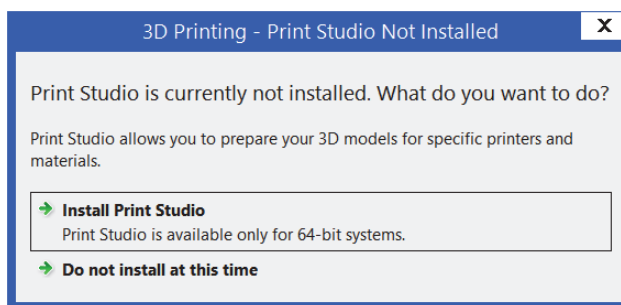 3D Printing - Print Studio Not Installed X
Print Studio is currently not installed. What do you want to do?
Print Studio allows you to prepare your 3D models for specific printers and
materials.
Install Print Studio
Print Studio is available only for 64-bit systems.
Do not install at this time